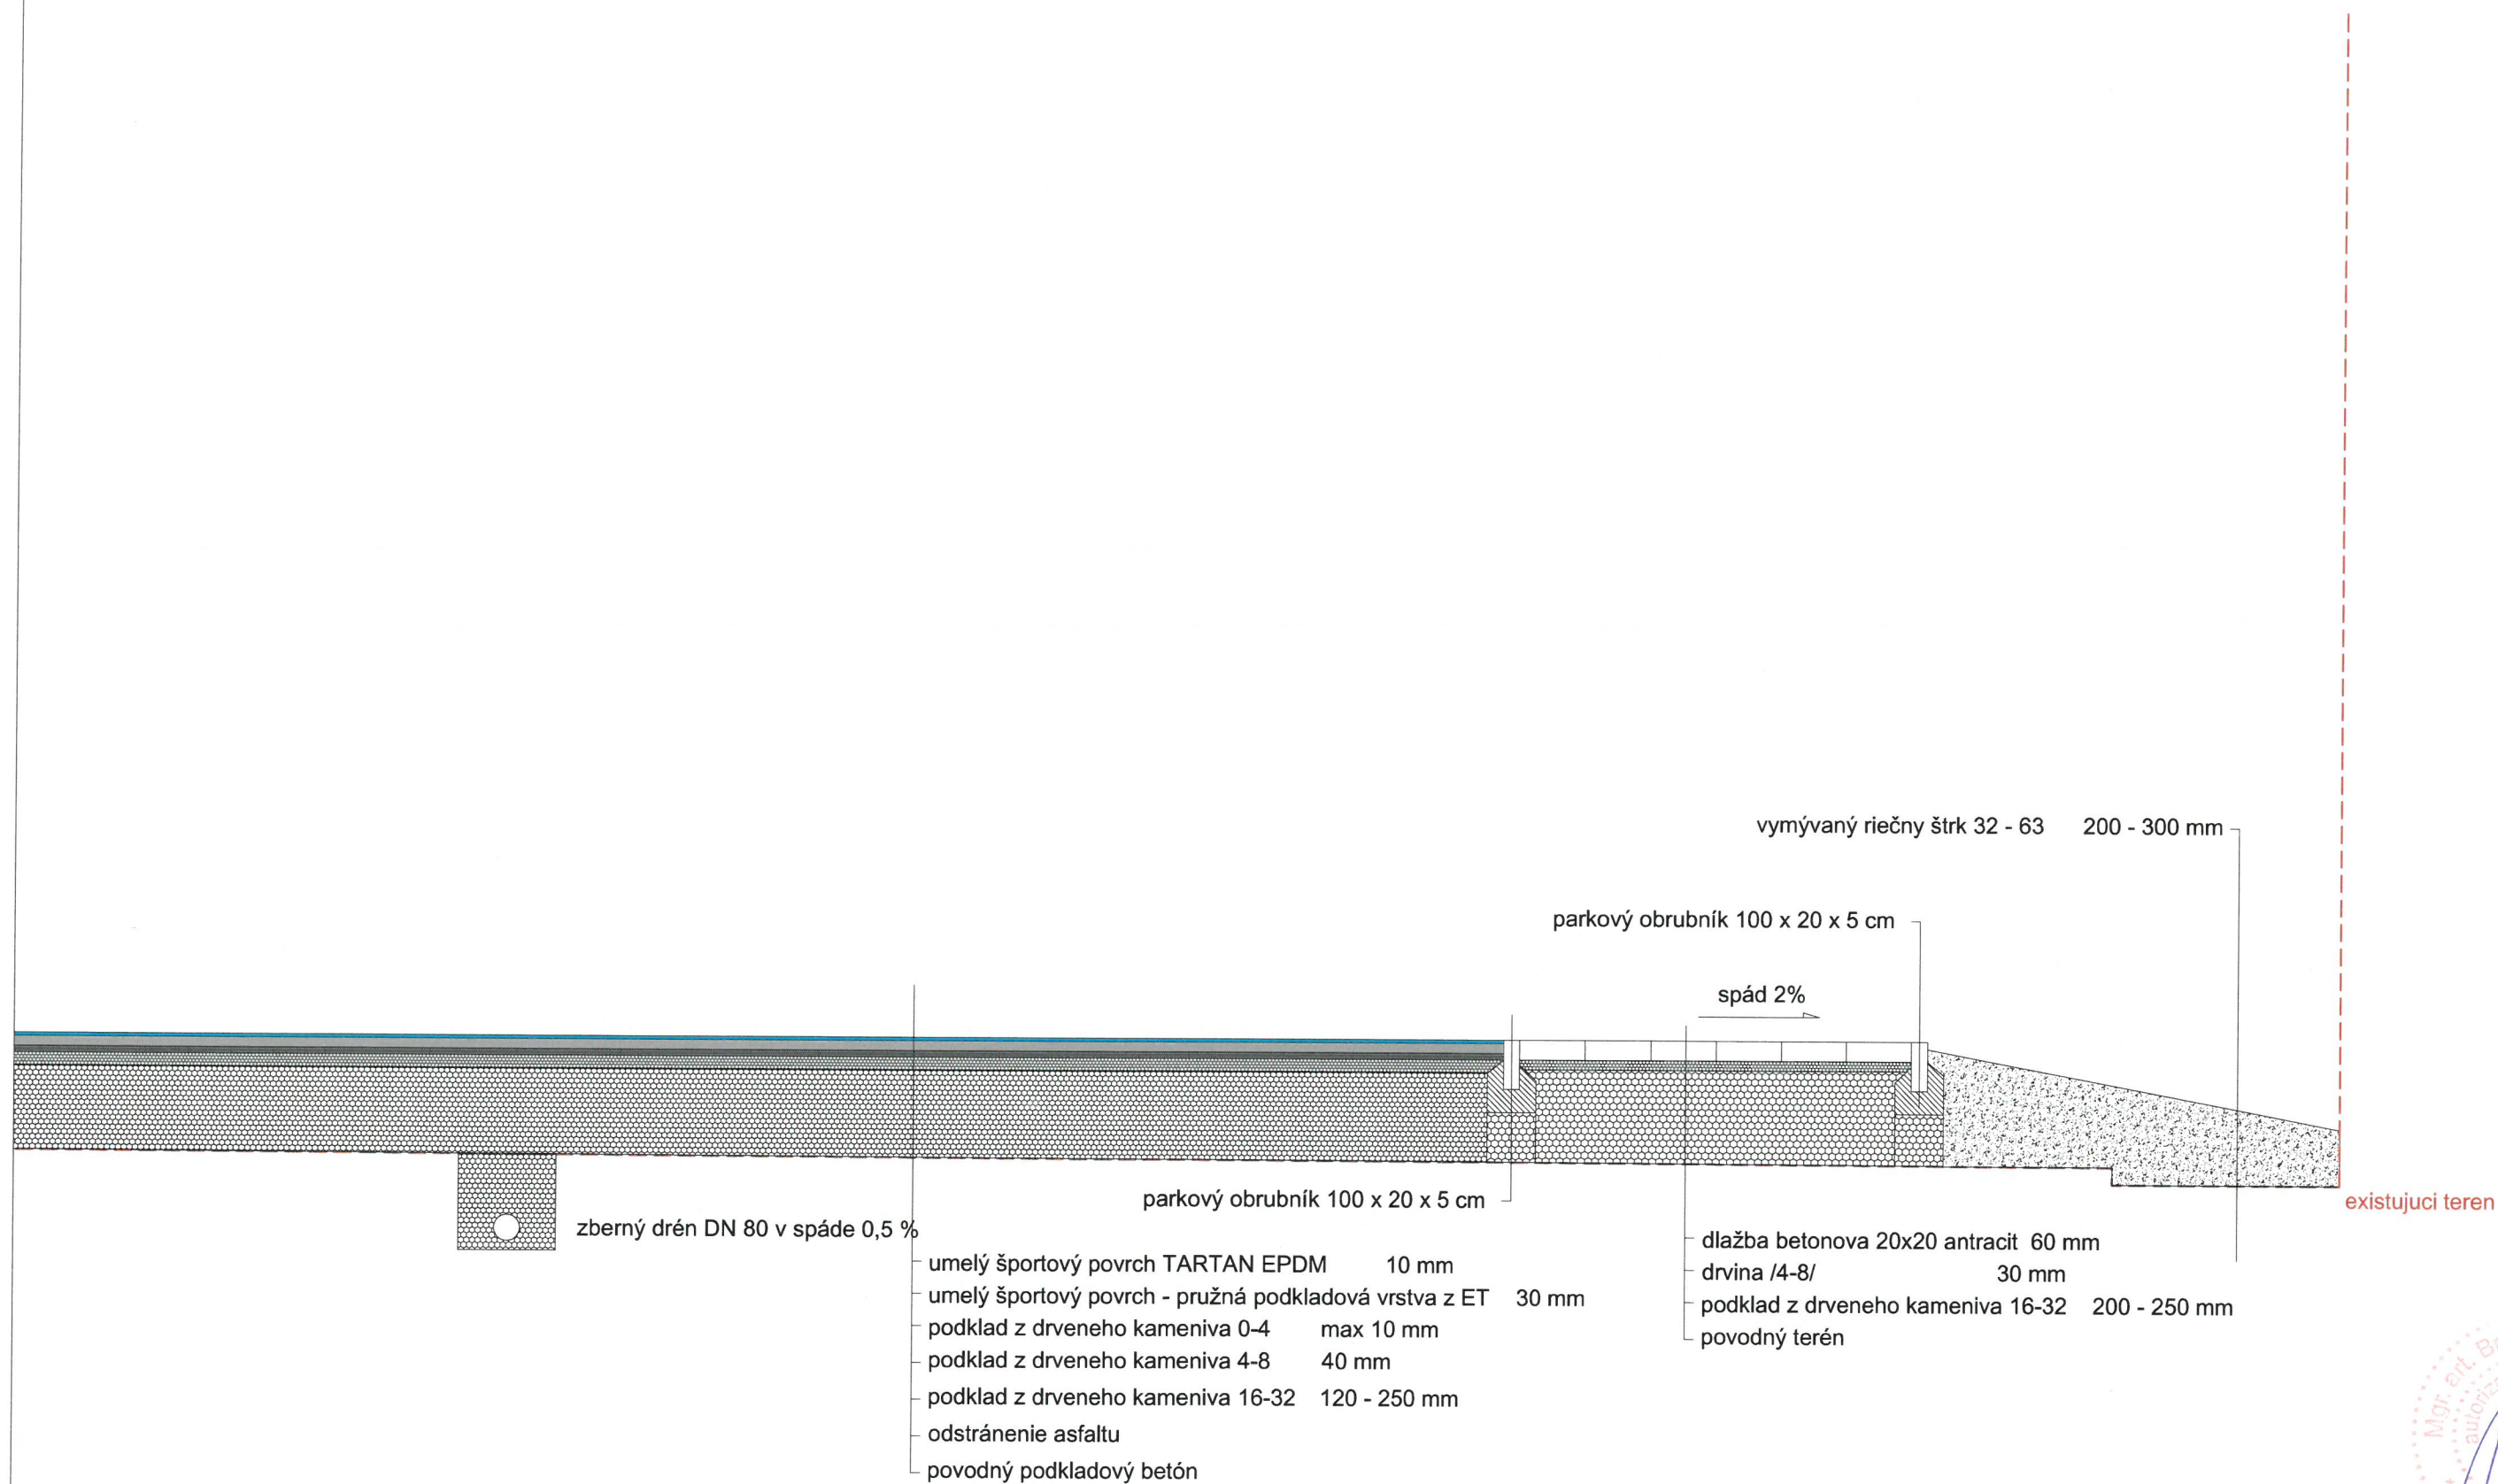 vymývaný riečny štrk 32 - 63 200 - 300 mm
parkový obrubník 100 x 20 x 5 cm
spád 2%
parkový obrubník 100 x 20 x 5 cm
existujuci teren
zberný drén DN 80 v spáde 0,5 %
umelý športový povrch TARTAN EPDM 10 mm
umelý športový povrch - pružná podkladová vrstva z ET 30 mm
podklad z drveneho kameniva 0-4 max 10 mm
podklad z drveneho kameniva 4-8 40 mm
podklad z drveneho kameniva 16-32 120 - 250 mm
odstránenie asfaltu
povodný podkladový betón
dlažba betonova 20x20 antracit 60 mm
drvina /4-8/ 30 mm
podklad z drveneho kameniva 16-32 200 - 250 mm
povodný terén
Mgr. art.